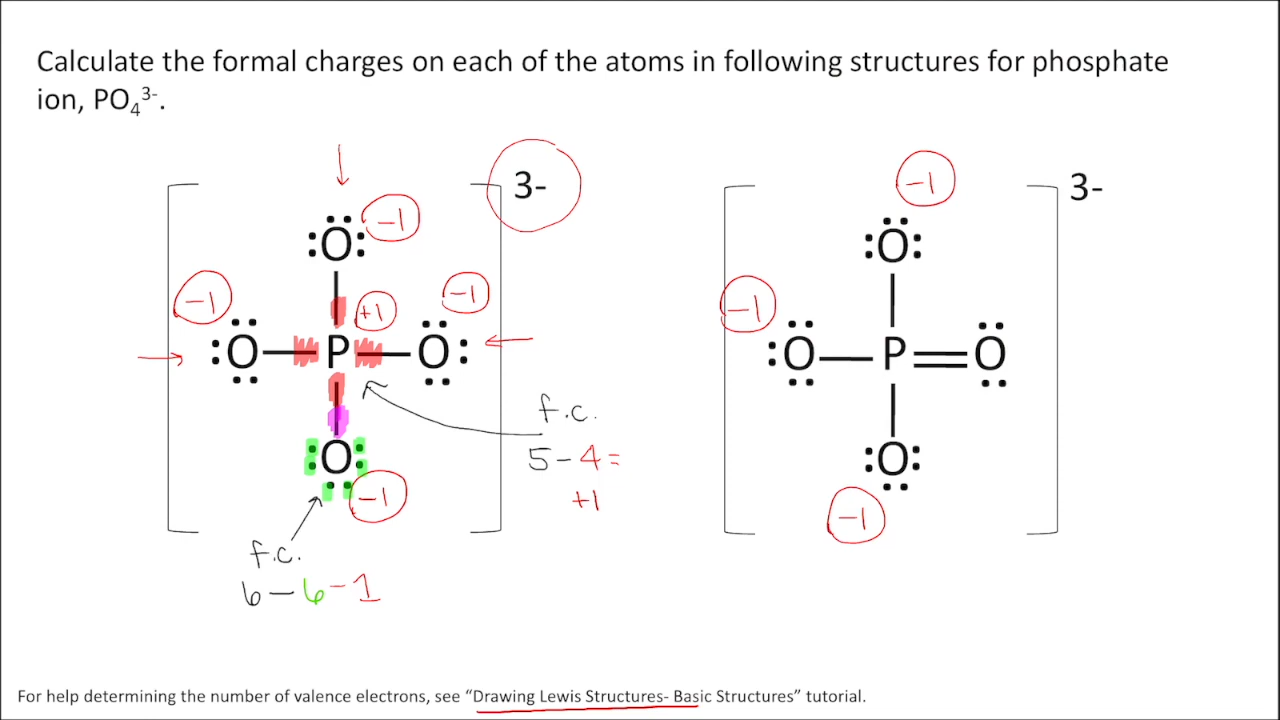 Calculate the formal charges on each of the atoms in following structures for phosphate
ion, PO₄³⁻.
3-
3-
−1
−1
:O:
−1
:O:
−1
+1
−1
−1
:O
P
O:
:O
P
O
f.c.
:O:
5 − 4 =
:O:
−1
+1
−1
f.c.
6 − 6 − 1
For help determining the number of valence electrons, see “Drawing Lewis Structures- Basic Structures” tutorial.